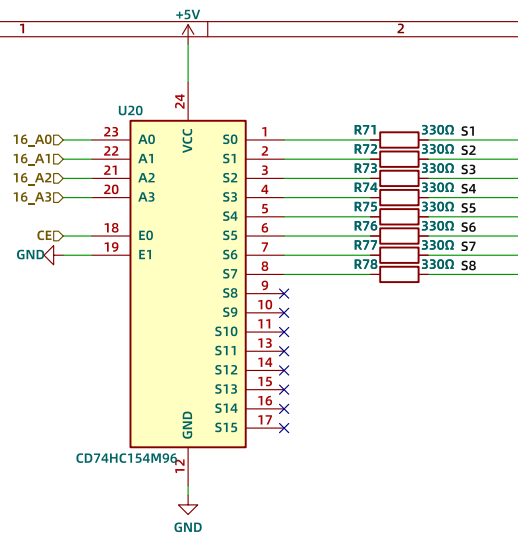 +5V
1 2
24
U20
VCC
16_A0 23 A0 S0 1 R71 330Ω S1
16_A1 22 A1 S1 2 R72 330Ω S2
16_A2 21 A2 S2 3 R73 330Ω S3
16_A3 20 A3 S3 4 R74 330Ω S4
S4 5 R75 330Ω S5
CE 18 E0 S5 6 R76 330Ω S6
GND 19 E1 S6 7 R77 330Ω S7
S7 8 R78 330Ω S8
S8 9
S9 10
S10 11
S11 13
S12 14
S13 15
S14 16
S15 17
GND
CD74HC154M96
12
GND